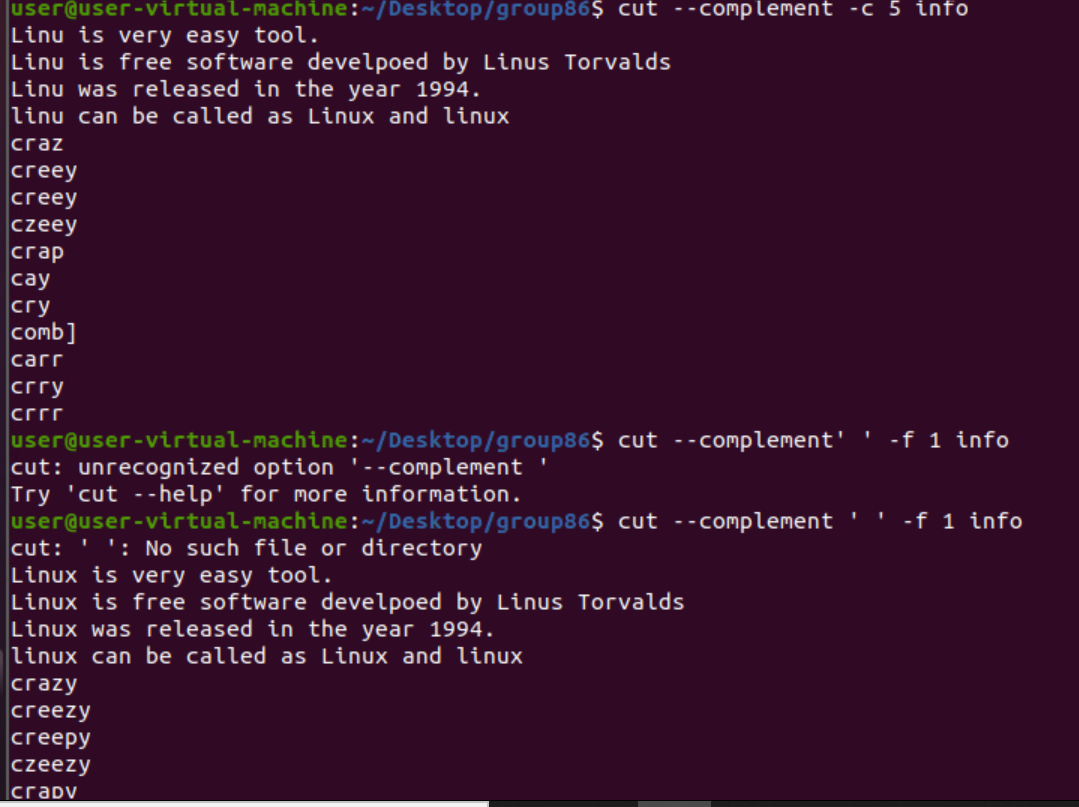 user@user-virtual-machine:~/Desktop/group86$ cut --complement -c 5 info
Linu is very easy tool.
Linu is free software develpoed by Linus Torvalds
Linu was released in the year 1994.
linu can be called as Linux and linux
craz
creey
creey
czeey
crap
cay
cry
comb]
carr
crry
crrr
user@user-virtual-machine:~/Desktop/group86$ cut --complement' ' -f 1 info
cut: unrecognized option '--complement '
Try 'cut --help' for more information.
user@user-virtual-machine:~/Desktop/group86$ cut --complement ' ' -f 1 info
cut: ' ': No such file or directory
Linux is very easy tool.
Linux is free software develpoed by Linus Torvalds
Linux was released in the year 1994.
linux can be called as Linux and linux
crazy
creezy
creepy
czeezy
crapy